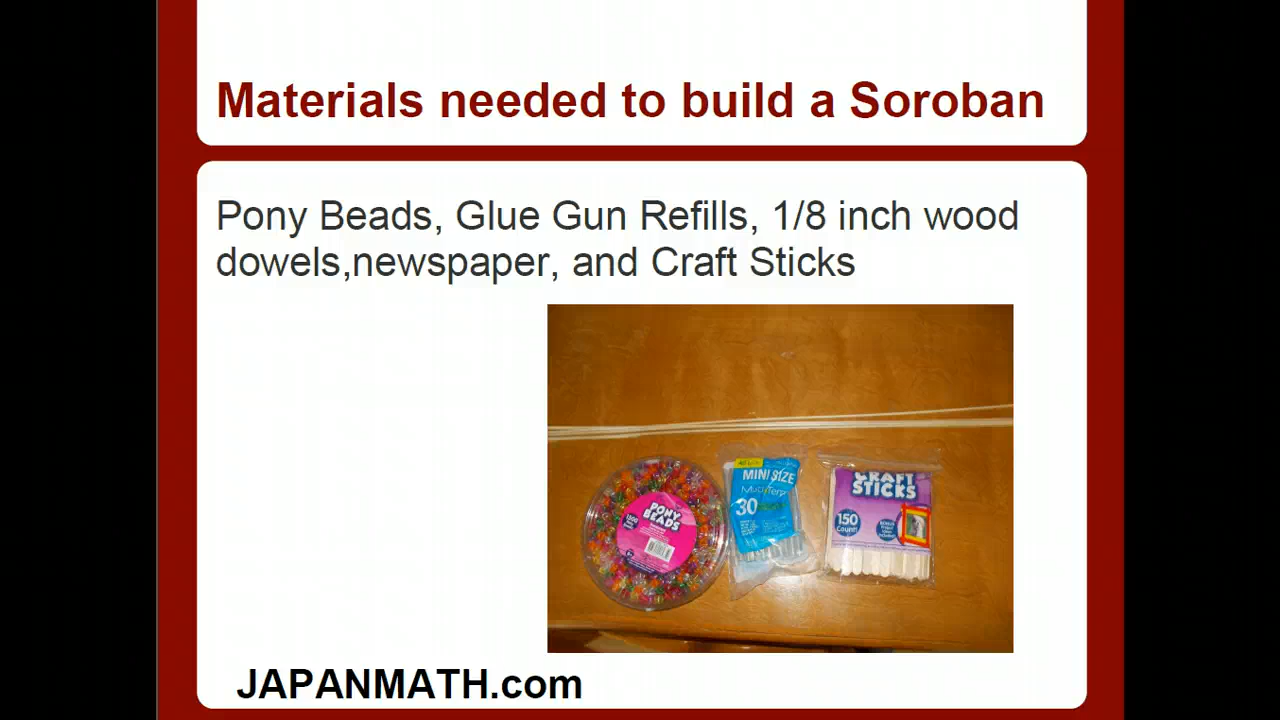 Materials needed to build a Soroban
Pony Beads, Glue Gun Refills, 1/8 inch wood
dowels,newspaper, and Craft Sticks
PONY
BEADS
MINI SIZE
30
CRAFT
STICKS
150
Count!
JAPANMATH.com